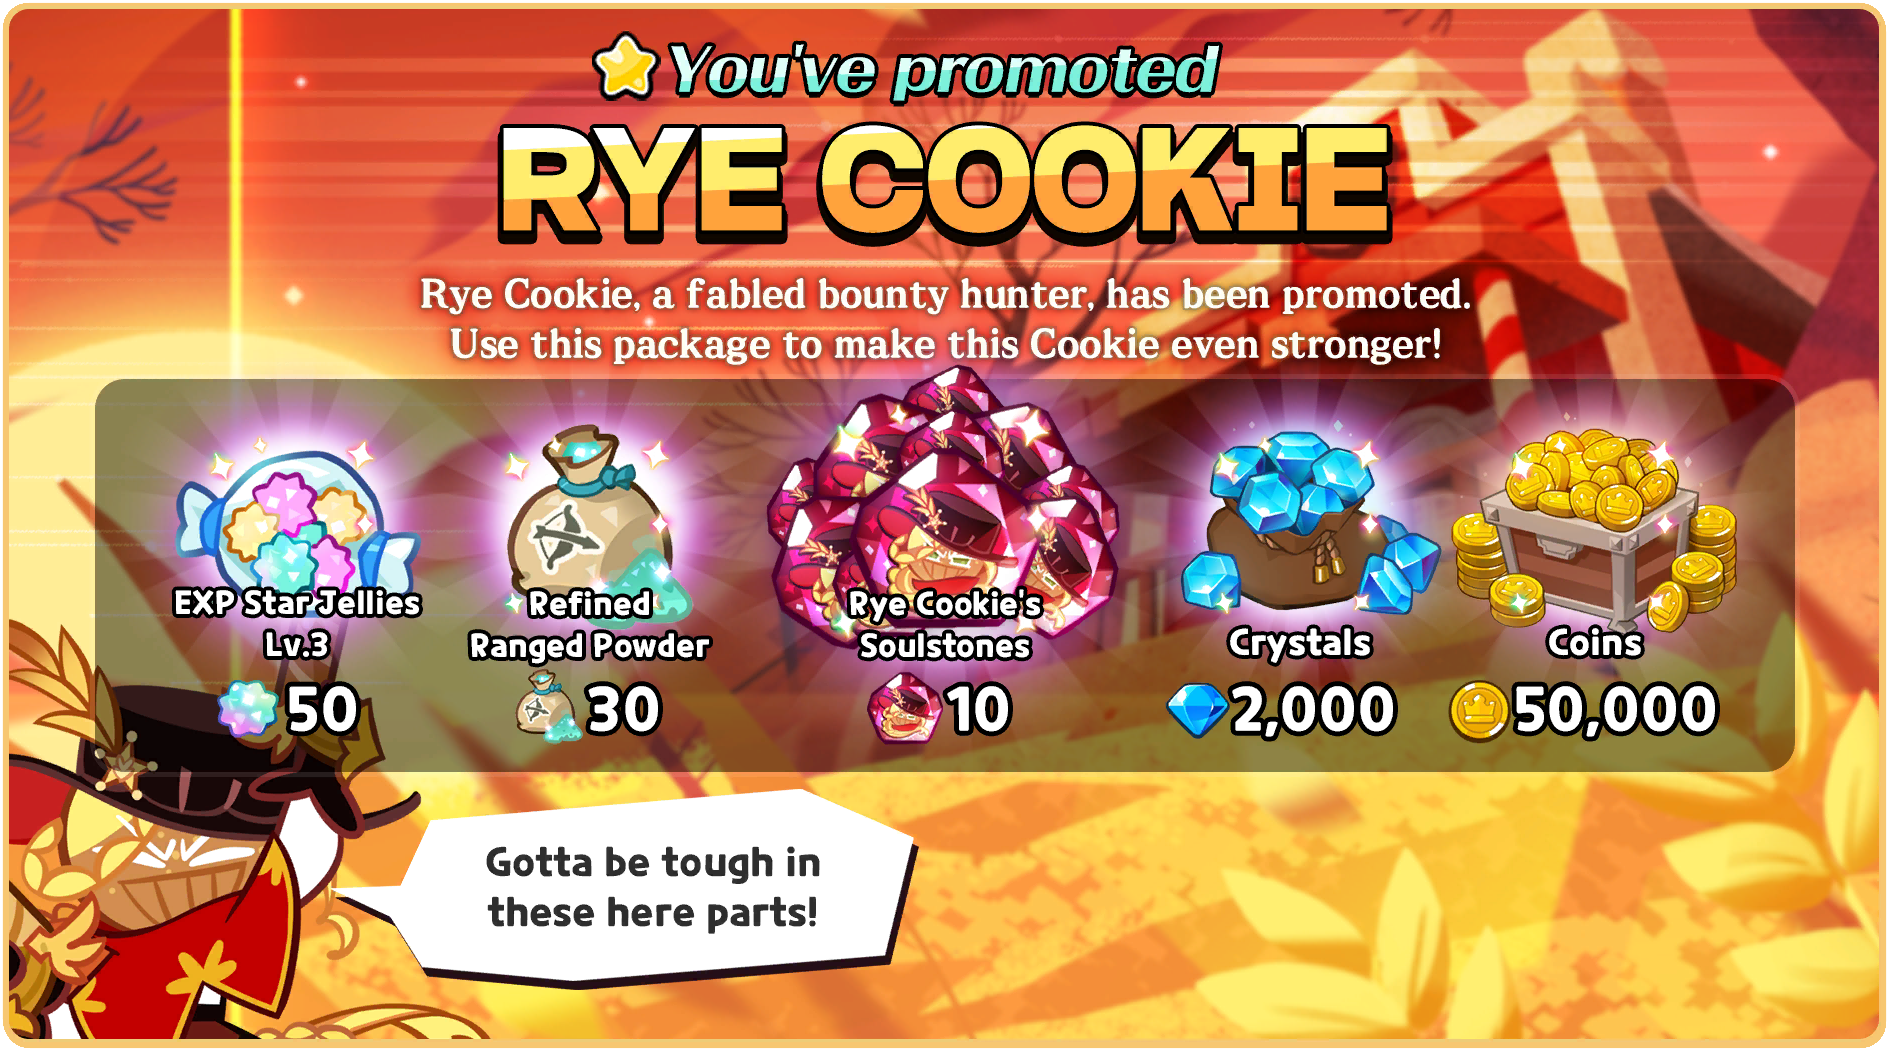 You've promoted
RYE COOKIE
Rye Cookie, a fabled bounty hunter, has been promoted.
Use this package to make this Cookie even stronger!
EXP Star Jellies
Lv.3
50
Refined
Ranged Powder
30
Rye Cookie's
Soulstones
10
Crystals
2,000
Coins
50,000
Gotta be tough in
these here parts!